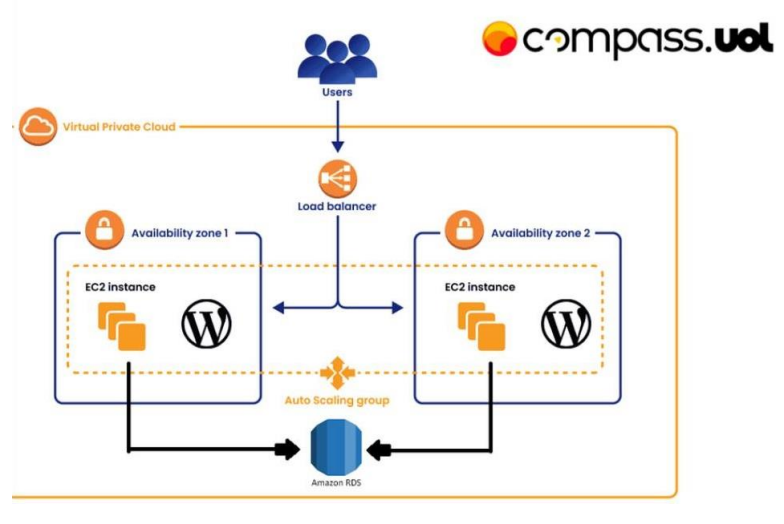 compass.uol
Users
Virtual Private Cloud
Load balancer
Availability zone 1
Availability zone 2
EC2 instance
EC2 instance
Auto Scaling group
Amazon RDS